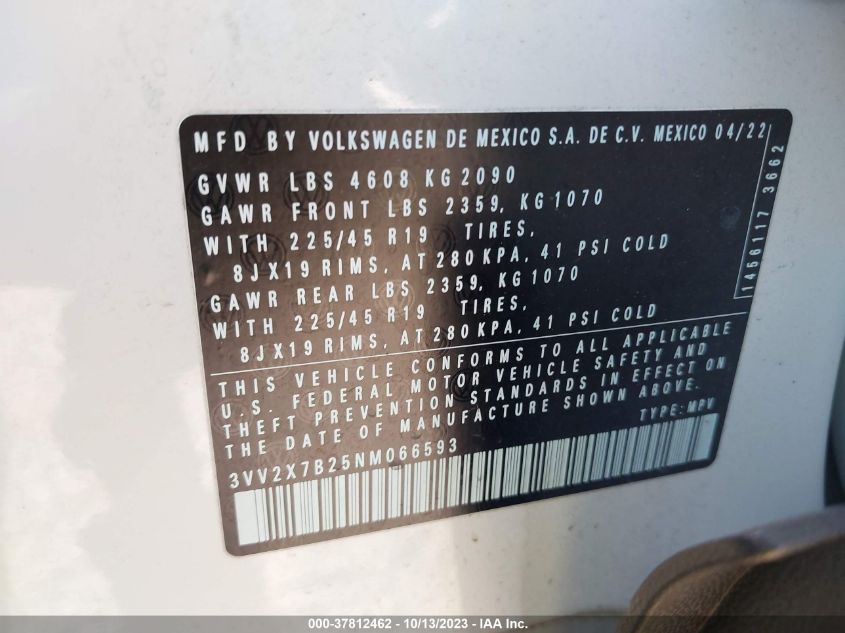 MFD BY VOLKSWAGEN DE MEXICO S.A. DE C.V. MEXICO 04/22
GVWR LBS 4608 KG 2090
GAWR FRONT LBS 2359, KG 1070
WITH 225/45 R19 TIRES,
8JX19 RIMS, AT 280 KPA, 41 PSI COLD
GAWR REAR LBS 2359, KG 1070
WITH 225/45 R19 TIRES,
8JX19 RIMS, AT 280 KPA, 41 PSI COLD
1456117 3662
THIS VEHICLE CONFORMS TO ALL APPLICABLE
U.S. FEDERAL MOTOR VEHICLE SAFETY AND
THEFT PREVENTION STANDARDS IN EFFECT ON
THE DATE OF MANUFACTURE SHOWN ABOVE.
TYPE: MPV
3VV2X7B25NM066593
000-37812462 - 10/13/2023 - IAA Inc.